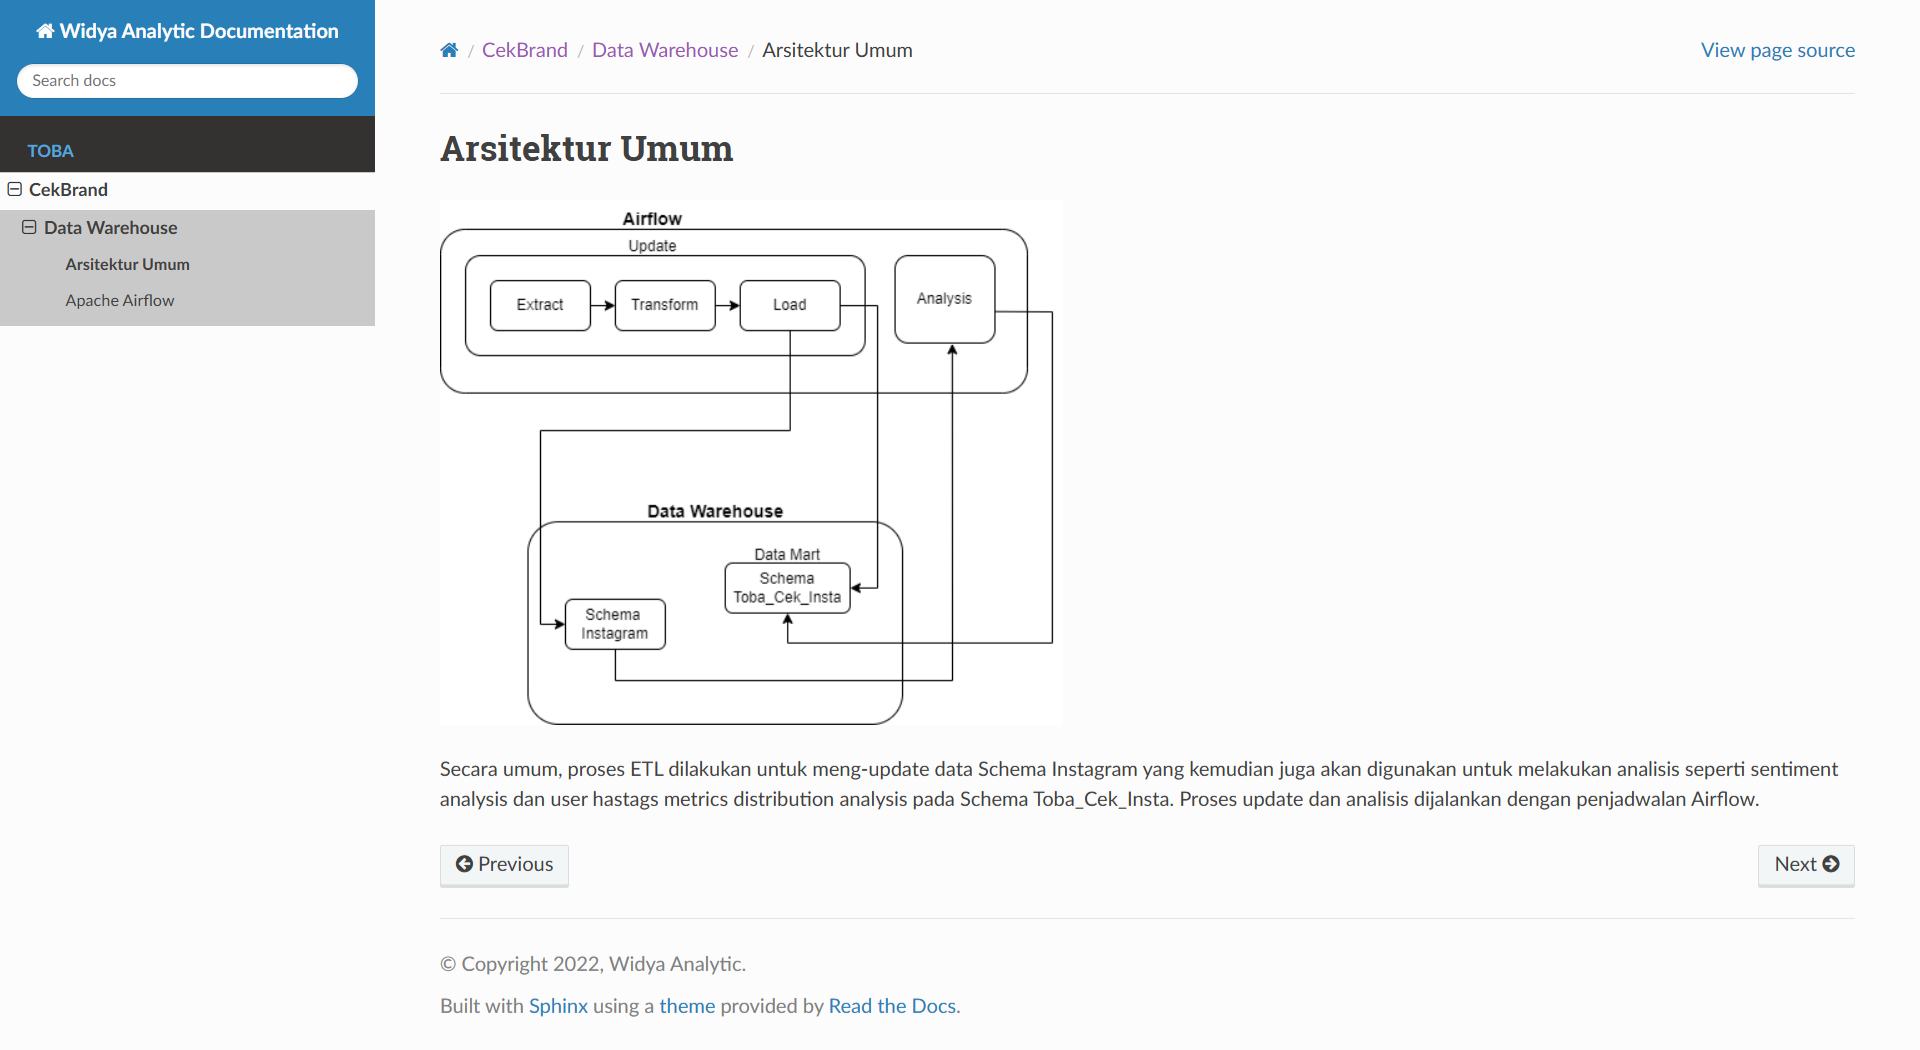 Widya Analytic Documentation
Search docs
TOBA
CekBrand
Data Warehouse
Arsitektur Umum
Apache Airflow
/ CekBrand / Data Warehouse / Arsitektur Umum
View page source
Arsitektur Umum
Airflow
Update
Extract
Transform
Load
Analysis
Data Warehouse
Data Mart
Schema
Toba_Cek_Insta
Schema
Instagram
Secara umum, proses ETL dilakukan untuk meng-update data Schema Instagram yang kemudian juga akan digunakan untuk melakukan analisis seperti sentiment
analysis dan user hastags metrics distribution analysis pada Schema Toba_Cek_Insta. Proses update dan analisis dijalankan dengan penjadwalan Airflow.
Previous
Next
© Copyright 2022, Widya Analytic.
Built with Sphinx using a theme provided by Read the Docs.